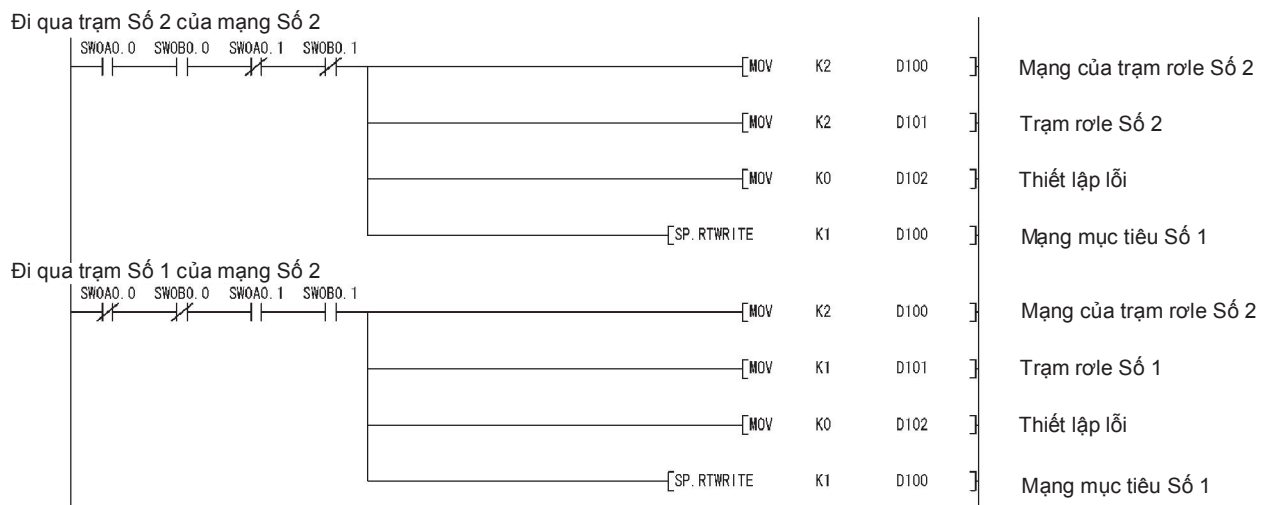 Đi qua trạm Số 2 của mạng Số 2
SW0A0.0 SW0B0.0 SW0A0.1 SW0B0.1
[MOV K2 D100 ] Mạng của trạm rơle Số 2
[MOV K2 D101 ] Trạm rơle Số 2
[MOV K0 D102 ] Thiết lập lỗi
[SP.RTWRITE K1 D100 ] Mạng mục tiêu Số 1
Đi qua trạm Số 1 của mạng Số 2
SW0A0.0 SW0B0.0 SW0A0.1 SW0B0.1
[MOV K2 D100 ] Mạng của trạm rơle Số 2
[MOV K1 D101 ] Trạm rơle Số 1
[MOV K0 D102 ] Thiết lập lỗi
[SP.RTWRITE K1 D100 ] Mạng mục tiêu Số 1